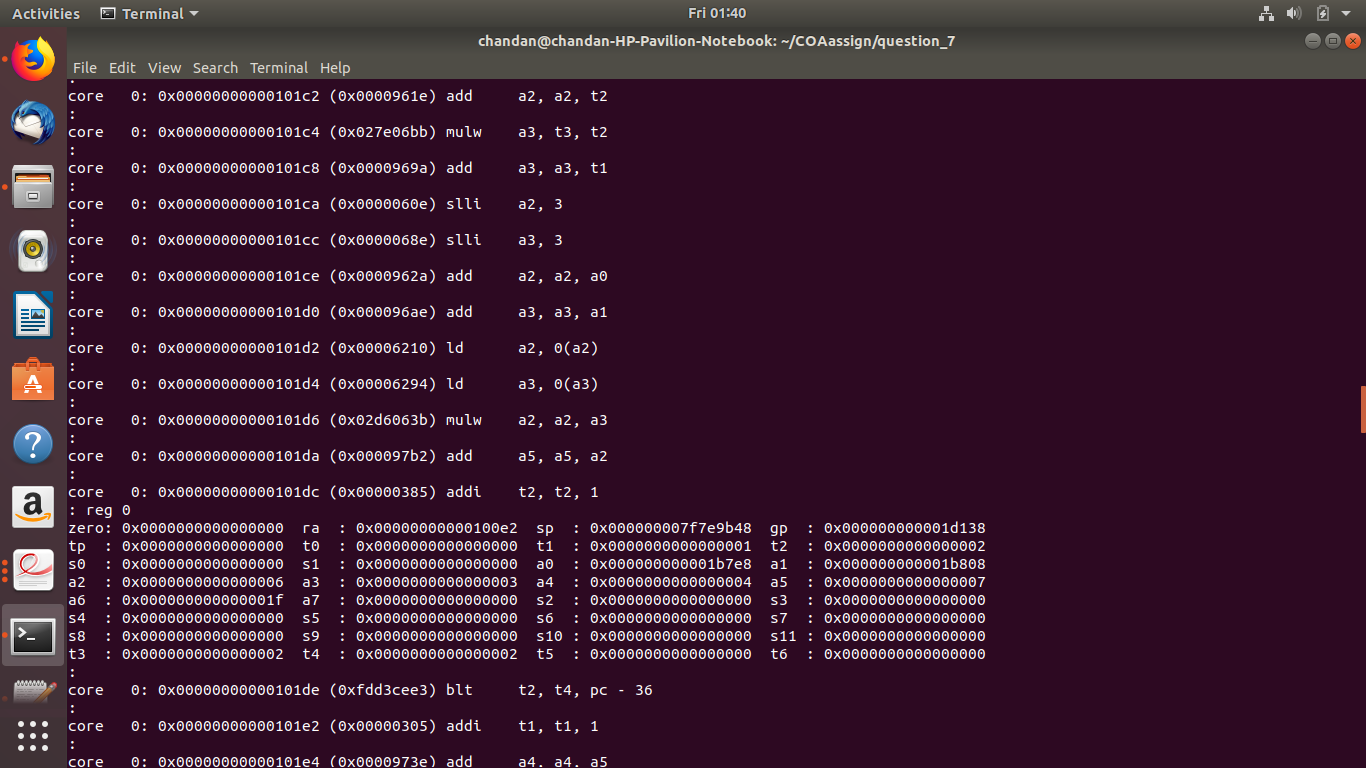 Activities Terminal Fri 01:40
chandan@chandan-HP-Pavilion-Notebook: ~/COAassign/question_7
File Edit View Search Terminal Help
:
core   0: 0x00000000000101c2 (0x0000961e) add     a2, a2, t2
:
core   0: 0x00000000000101c4 (0x027e06bb) mulw    a3, t3, t2
:
core   0: 0x00000000000101c8 (0x0000969a) add     a3, a3, t1
:
core   0: 0x00000000000101ca (0x0000060e) slli    a2, 3
:
core   0: 0x00000000000101cc (0x0000068e) slli    a3, 3
:
core   0: 0x00000000000101ce (0x0000962a) add     a2, a2, a0
:
core   0: 0x00000000000101d0 (0x000096ae) add     a3, a3, a1
:
core   0: 0x00000000000101d2 (0x00006210) ld      a2, 0(a2)
:
core   0: 0x00000000000101d4 (0x00006294) ld      a3, 0(a3)
:
core   0: 0x00000000000101d6 (0x02d6063b) mulw    a2, a2, a3
:
core   0: 0x00000000000101da (0x000097b2) add     a5, a5, a2
:
core   0: 0x00000000000101dc (0x00000385) addi    t2, t2, 1
: reg 0
zero: 0x0000000000000000  ra  : 0x00000000000100e2  sp  : 0x000000007f7e9b48  gp  : 0x000000000001d138
tp  : 0x0000000000000000  t0  : 0x0000000000000000  t1  : 0x0000000000000001  t2  : 0x0000000000000002
s0  : 0x0000000000000000  s1  : 0x0000000000000000  a0  : 0x000000000001b7e8  a1  : 0x000000000001b808
a2  : 0x0000000000000006  a3  : 0x0000000000000003  a4  : 0x0000000000000004  a5  : 0x0000000000000007
a6  : 0x000000000000001f  a7  : 0x0000000000000000  s2  : 0x0000000000000000  s3  : 0x0000000000000000
s4  : 0x0000000000000000  s5  : 0x0000000000000000  s6  : 0x0000000000000000  s7  : 0x0000000000000000
s8  : 0x0000000000000000  s9  : 0x0000000000000000  s10 : 0x0000000000000000  s11 : 0x0000000000000000
t3  : 0x0000000000000002  t4  : 0x0000000000000002  t5  : 0x0000000000000000  t6  : 0x0000000000000000
:
core   0: 0x00000000000101de (0xfdd3cee3) blt     t2, t4, pc - 36
:
core   0: 0x00000000000101e2 (0x00000305) addi    t1, t1, 1
:
core   0: 0x00000000000101e4 (0x0000973e) add     a4, a4, a5